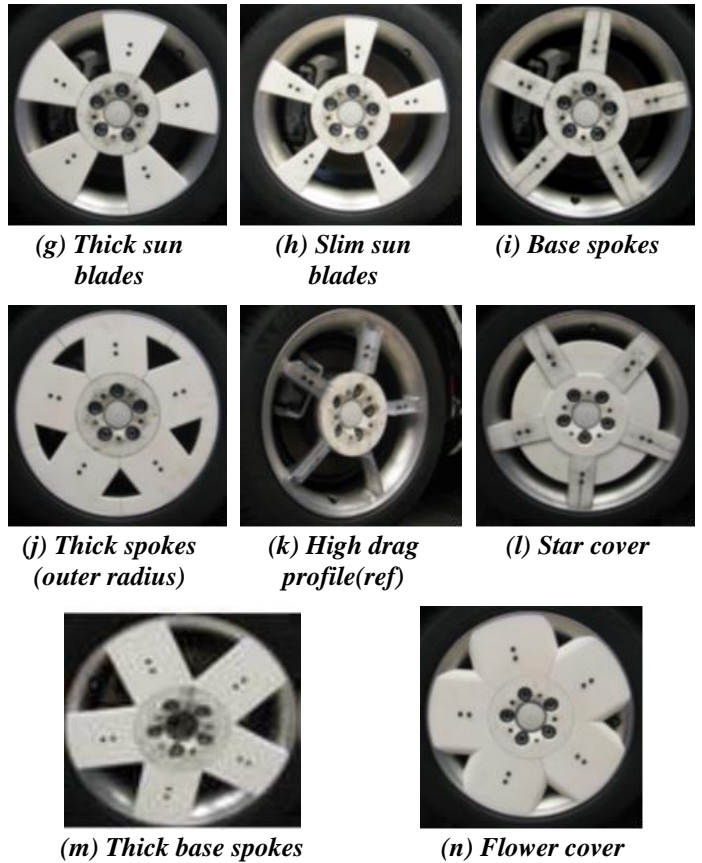 (g) Thick sun
blades
(h) Slim sun
blades
(i) Base spokes
(j) Thick spokes
(outer radius)
(k) High drag
profile(ref)
(l) Star cover
(m) Thick base spokes
(n) Flower cover